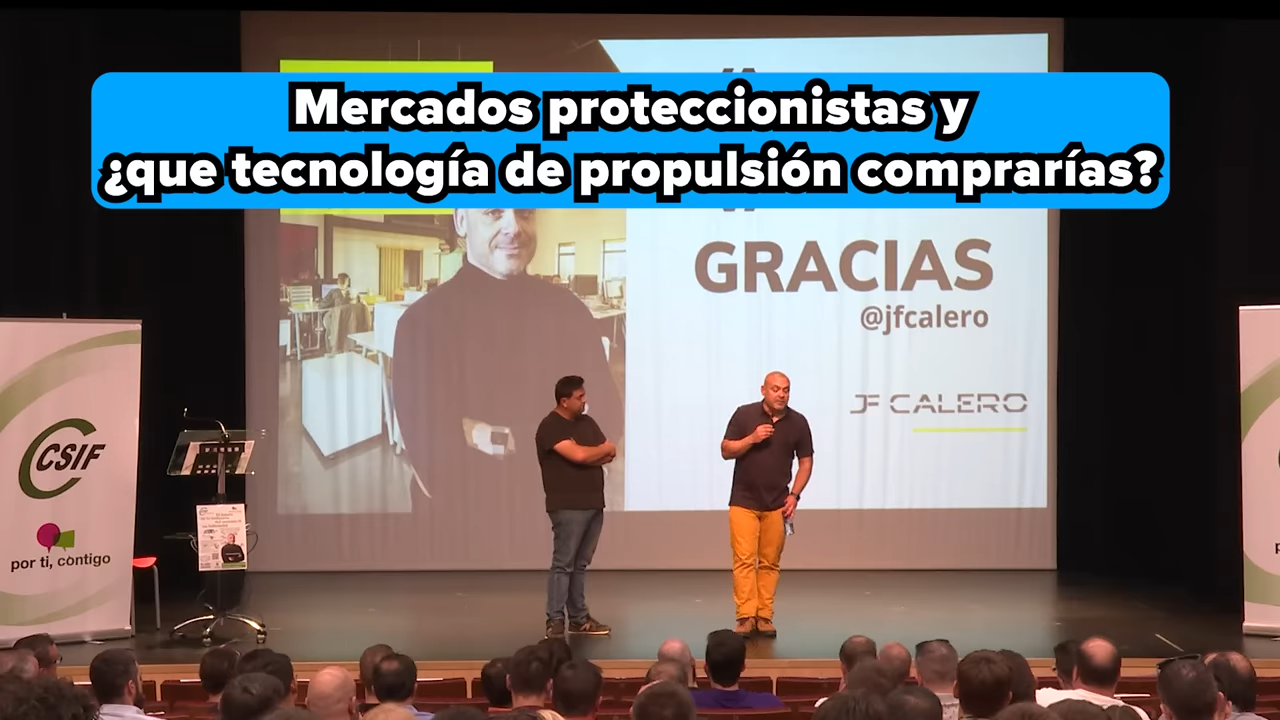 Mercados proteccionistas y
¿que tecnología de propulsión comprarías?
GRACIAS
@jfcalero
JF CALERO
CSIF
por ti, contigo